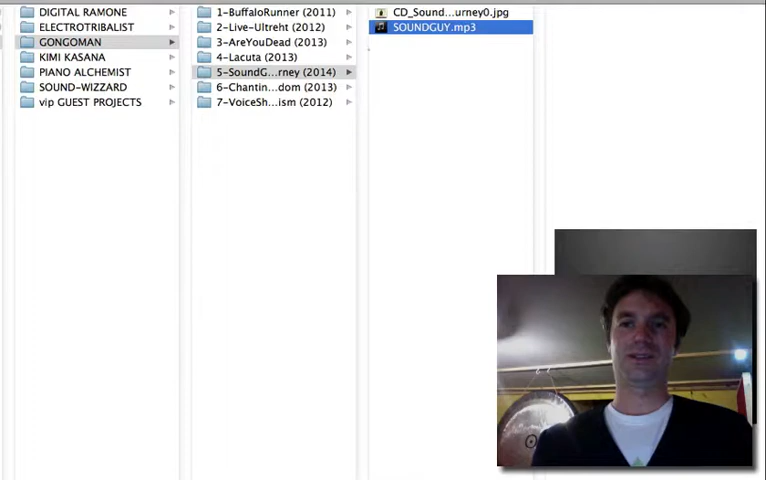 DIGITAL RAMONE
ELECTROTRIBALIST
GONGOMAN
KIMI KASANA
PIANO ALCHEMIST
SOUND-WIZZARD
vip GUEST PROJECTS
1-BuffaloRunner (2011)
2-Live-Ultreht (2012)
3-AreYouDead (2013)
4-Lacuta (2013)
5-SoundG...rney (2014)
6-Chantin...dom (2013)
7-VoiceSh...ism (2012)
CD_Sound...urney0.jpg
SOUNDGUY.mp3